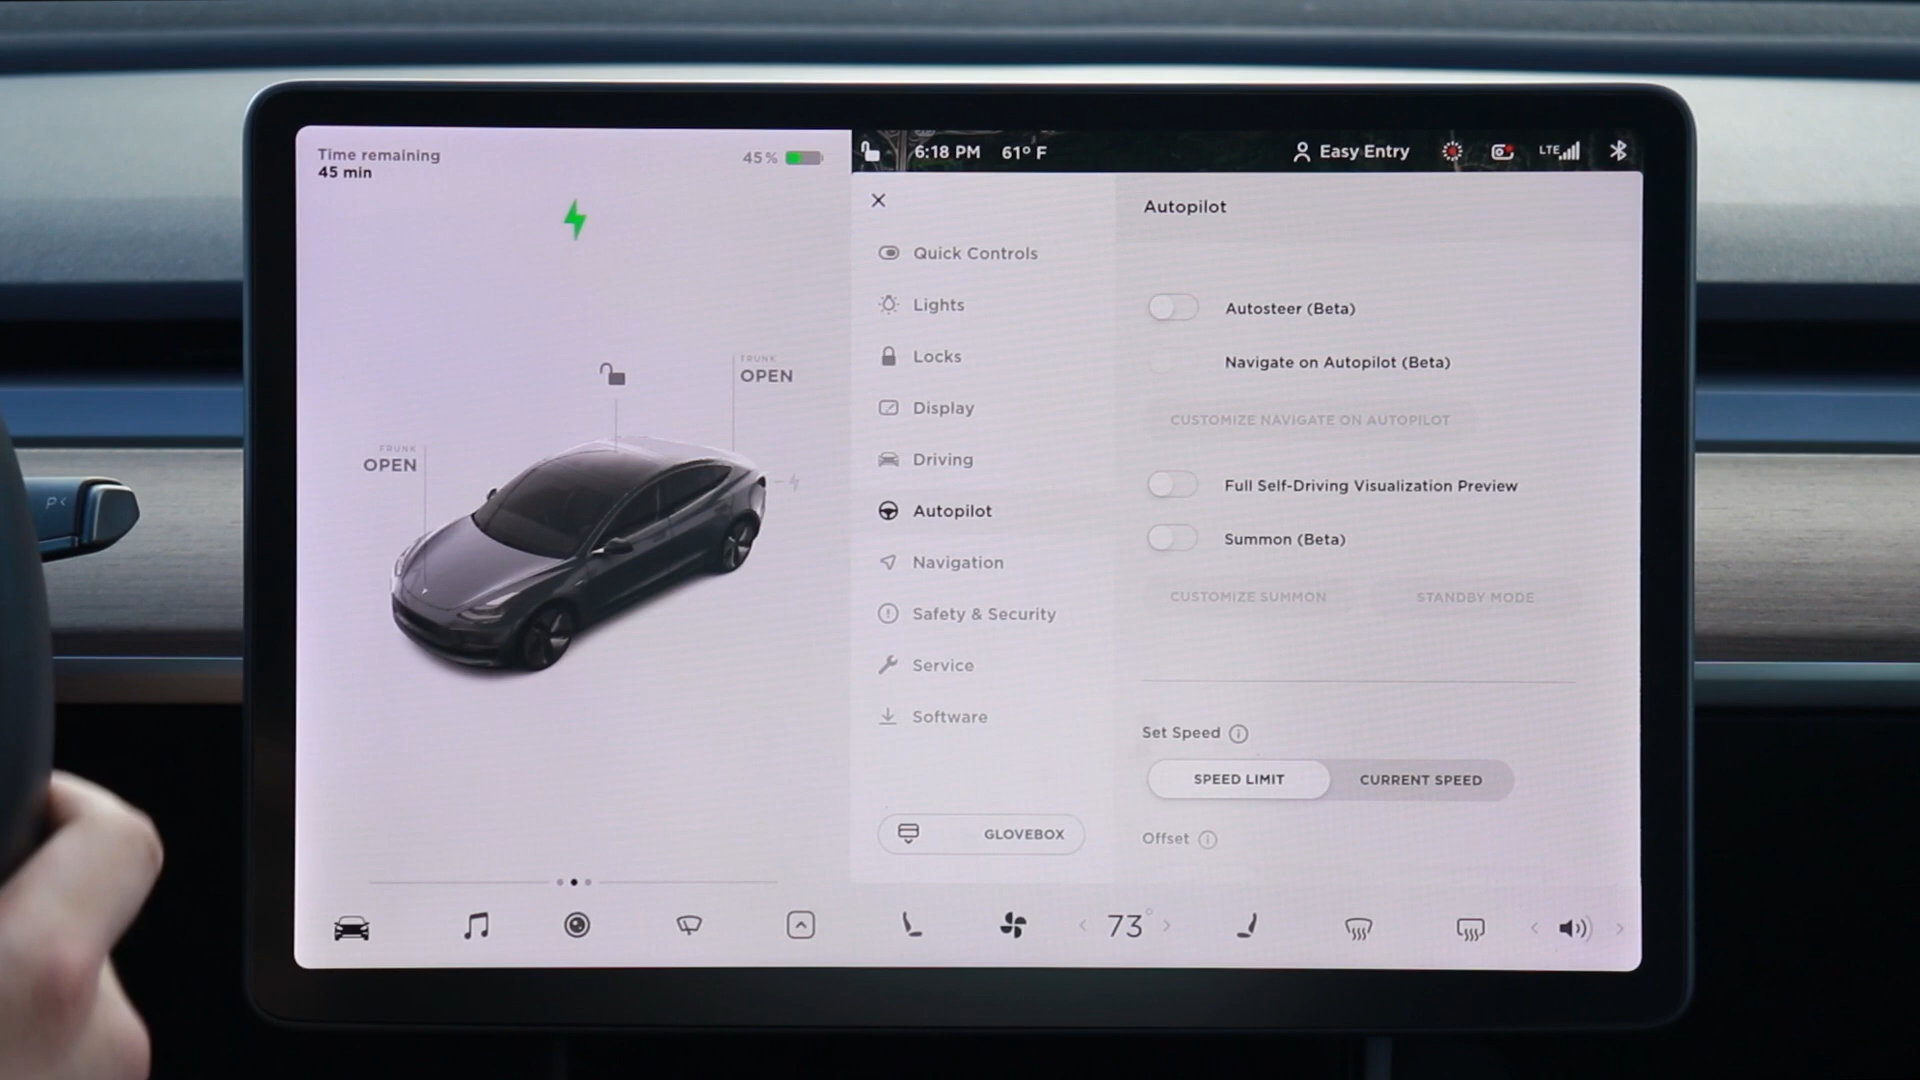 Time remaining
45 min
45%
TRUNK
OPEN
TRUNK
OPEN
P <
6:18 PM 61° F
Easy Entry
LTE
Autopilot
Quick Controls
Lights
Locks
Display
Driving
Autopilot
Navigation
Safety & Security
Service
Software
GLOVEBOX
Autosteer (Beta)
Navigate on Autopilot (Beta)
CUSTOMIZE NAVIGATE ON AUTOPILOT
Full Self-Driving Visualization Preview
Summon (Beta)
CUSTOMIZE SUMMON
STANDBY MODE
Set Speed
SPEED LIMIT
CURRENT SPEED
Offset
73°